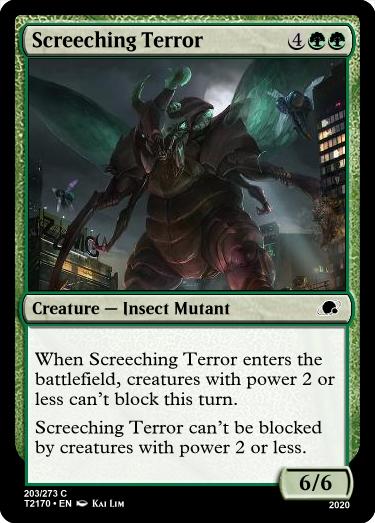 Screeching Terror 4
Creature — Insect Mutant
When Screeching Terror enters the
battlefield, creatures with power 2 or
less can't block this turn.
Screeching Terror can't be blocked
by creatures with power 2 or less.
6/6
203/273 C
T2170 • EN Kai Lim
2020